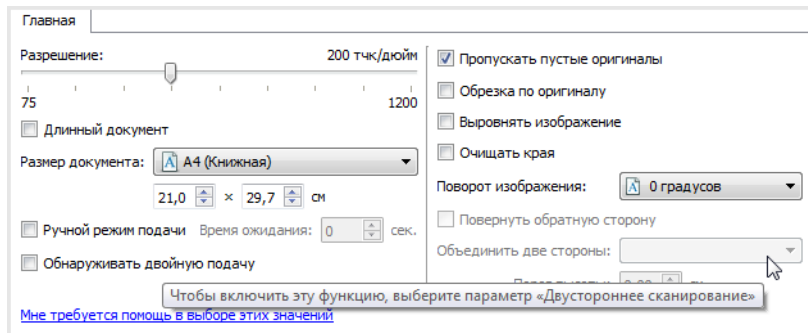 Главная
Разрешение: 200 тчк/дюйм
75 1200
Длинный документ
Размер документа: A4 (Книжная)
21,0 × 29,7 см
Ручной режим подачи Время ожидания: 0 сек.
Обнаруживать двойную подачу
Мне требуется помощь в выборе этих значений
Пропускать пустые оригиналы
Обрезка по оригиналу
Выровнять изображение
Очищать края
Поворот изображения: 0 градусов
Повернуть обратную сторону
Объединить две стороны:
Чтобы включить эту функцию, выберите параметр «Двустороннее сканирование»